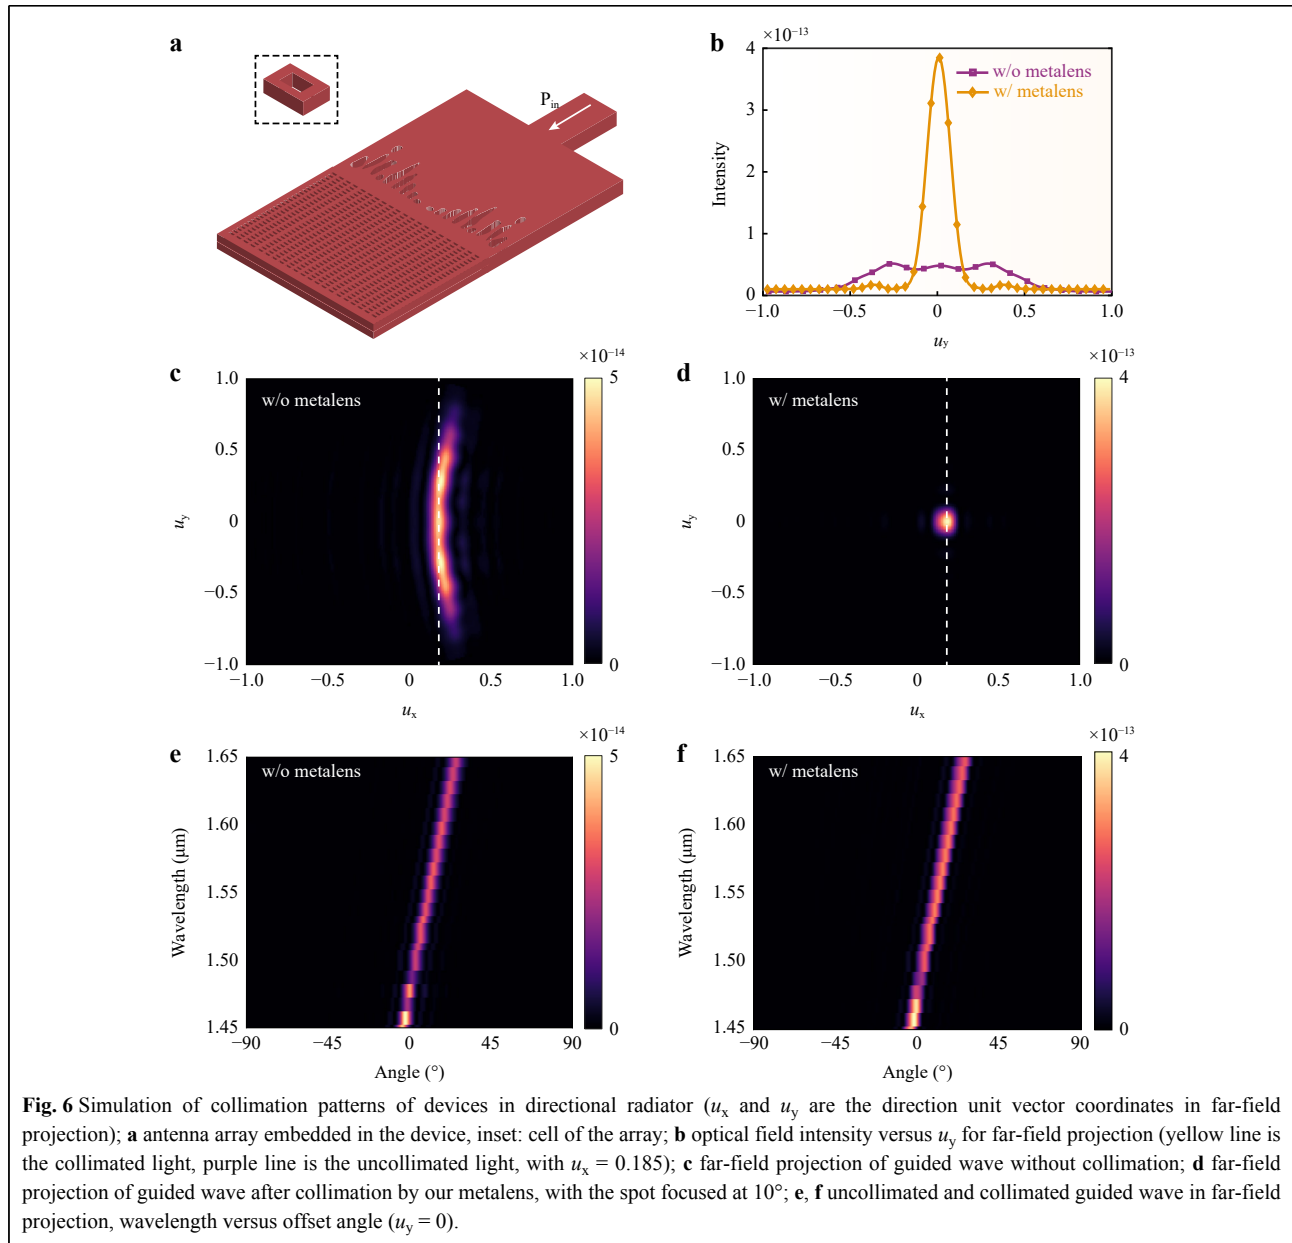 a
P_in
b
×10⁻¹³
4
3
2
1
0
Intensity
w/o metalens
w/ metalens
−1.0
−0.5
0
0.5
1.0
u_y
c
×10⁻¹⁴
w/o metalens
1.0
0.5
0
−0.5
−1.0
u_y
−1.0
−0.5
0
0.5
1.0
u_x
5
0
d
×10⁻¹³
w/ metalens
1.0
0.5
0
−0.5
−1.0
u_y
−1.0
−0.5
0
0.5
1.0
u_x
4
0
e
×10⁻¹⁴
w/o metalens
1.65
1.60
1.55
1.50
1.45
Wavelength (μm)
−90
−45
0
45
90
Angle (°)
5
0
f
×10⁻¹³
w/ metalens
1.65
1.60
1.55
1.50
1.45
Wavelength (μm)
−90
−45
0
45
90
Angle (°)
4
0
Fig. 6 Simulation of collimation patterns of devices in directional radiator (u_x and u_y are the direction unit vector coordinates in far-field
projection); a antenna array embedded in the device, inset: cell of the array; b optical field intensity versus u_y for far-field projection (yellow line is
the collimated light, purple line is the uncollimated light, with u_x = 0.185); c far-field projection of guided wave without collimation; d far-field
projection of guided wave after collimation by our metalens, with the spot focused at 10°; e, f uncollimated and collimated guided wave in far-field
projection, wavelength versus offset angle (u_y = 0).